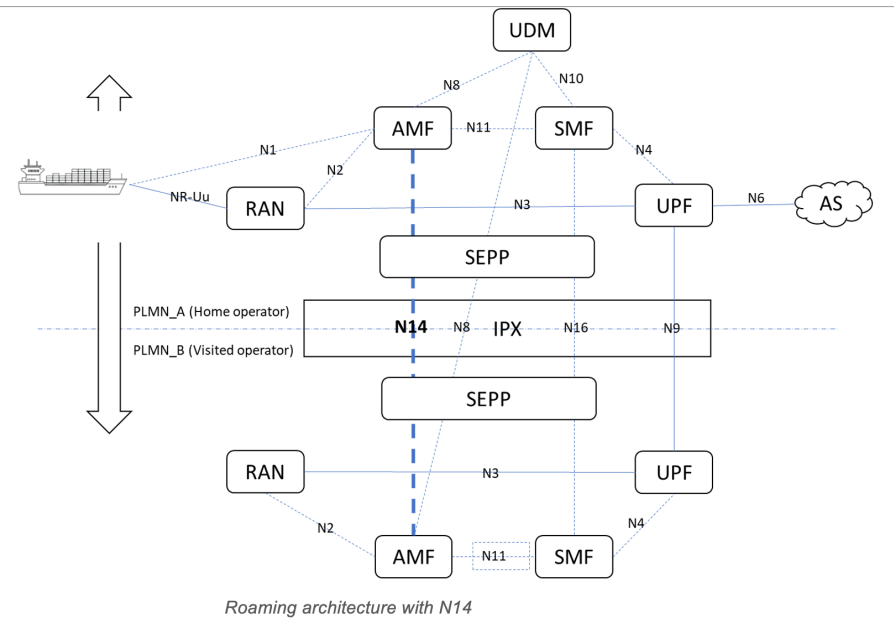 UDM
N8
N10
AMF
N11
SMF
N1
N4
N2
NR-Uu
RAN
N3
UPF
N6
AS
SEPP
PLMN_A (Home operator)
N14
N8
IPX
N16
N9
PLMN_B (Visited operator)
SEPP
RAN
N3
UPF
N2
N4
AMF
N11
SMF
Roaming architecture with N14